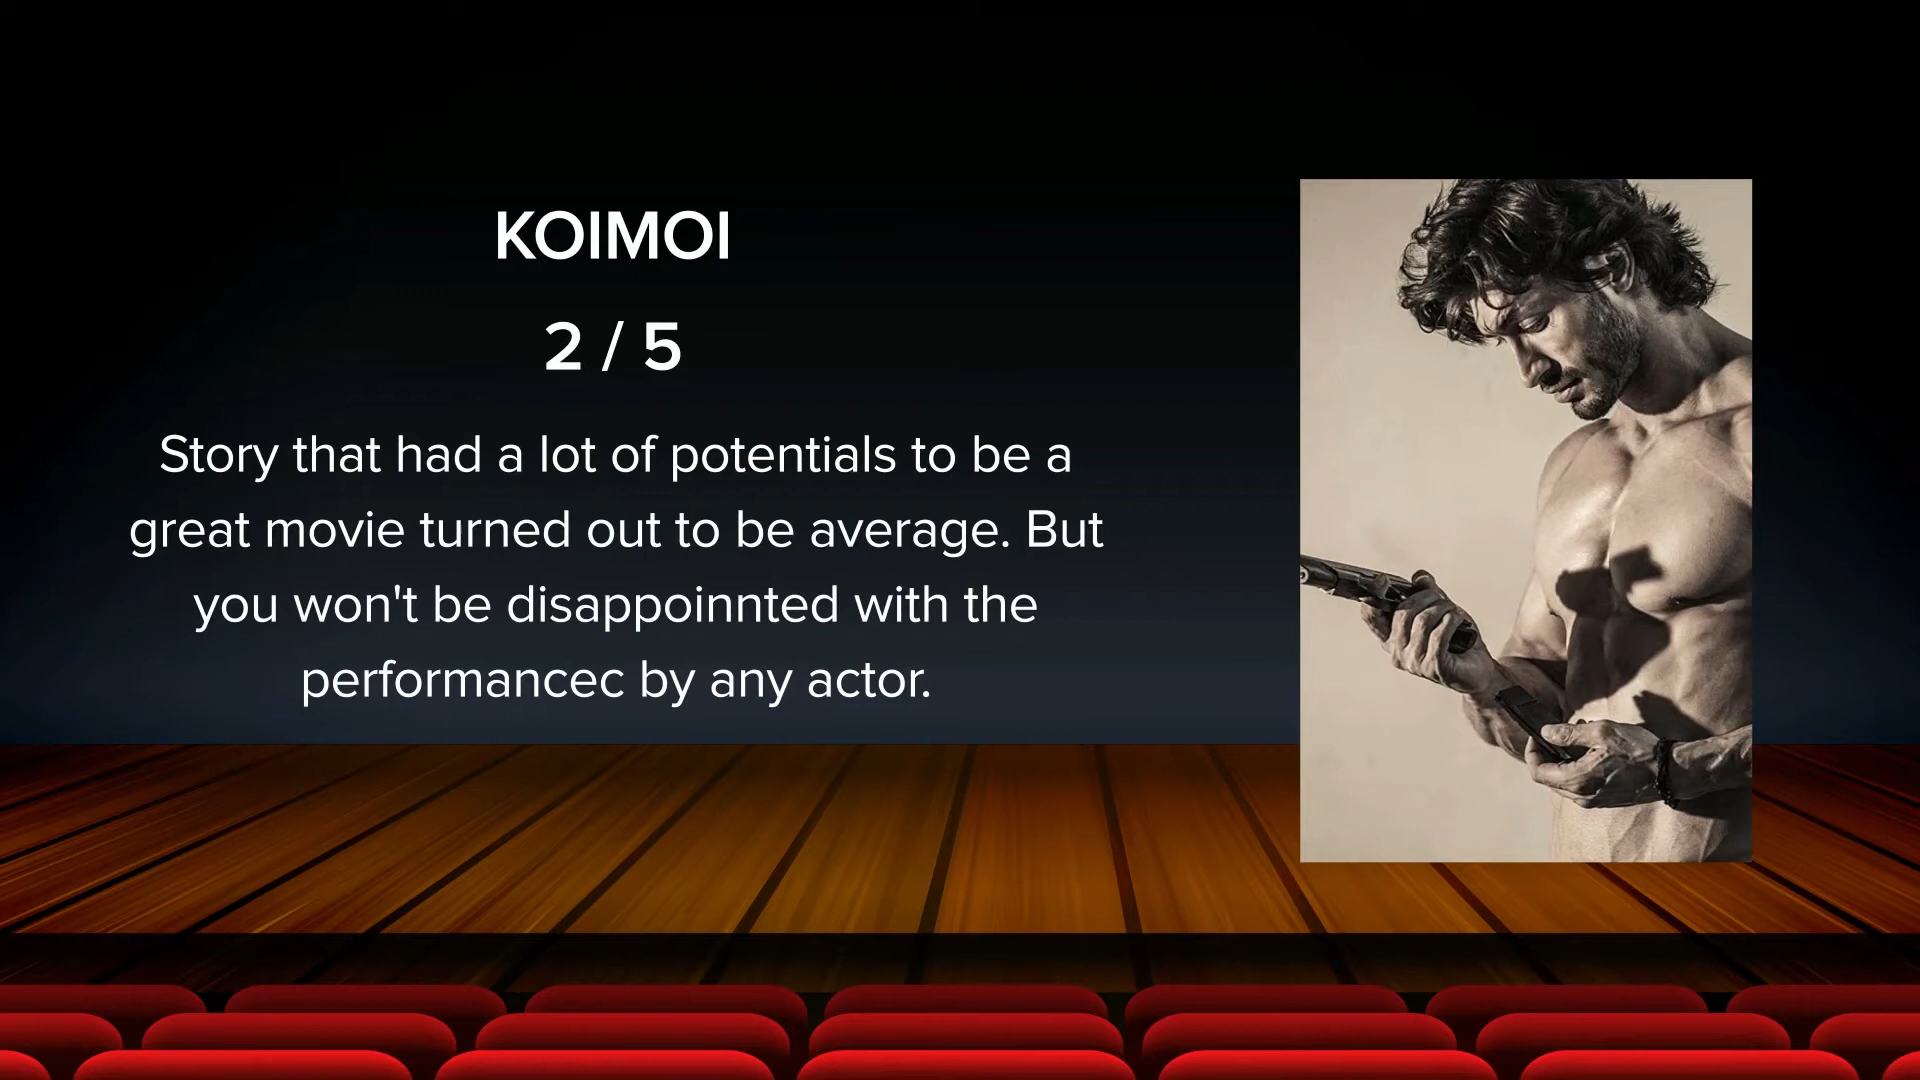 KOIMOI
2 / 5
Story that had a lot of potentials to be a
great movie turned out to be average. But
you won't be disappoinnted with the
performancec by any actor.